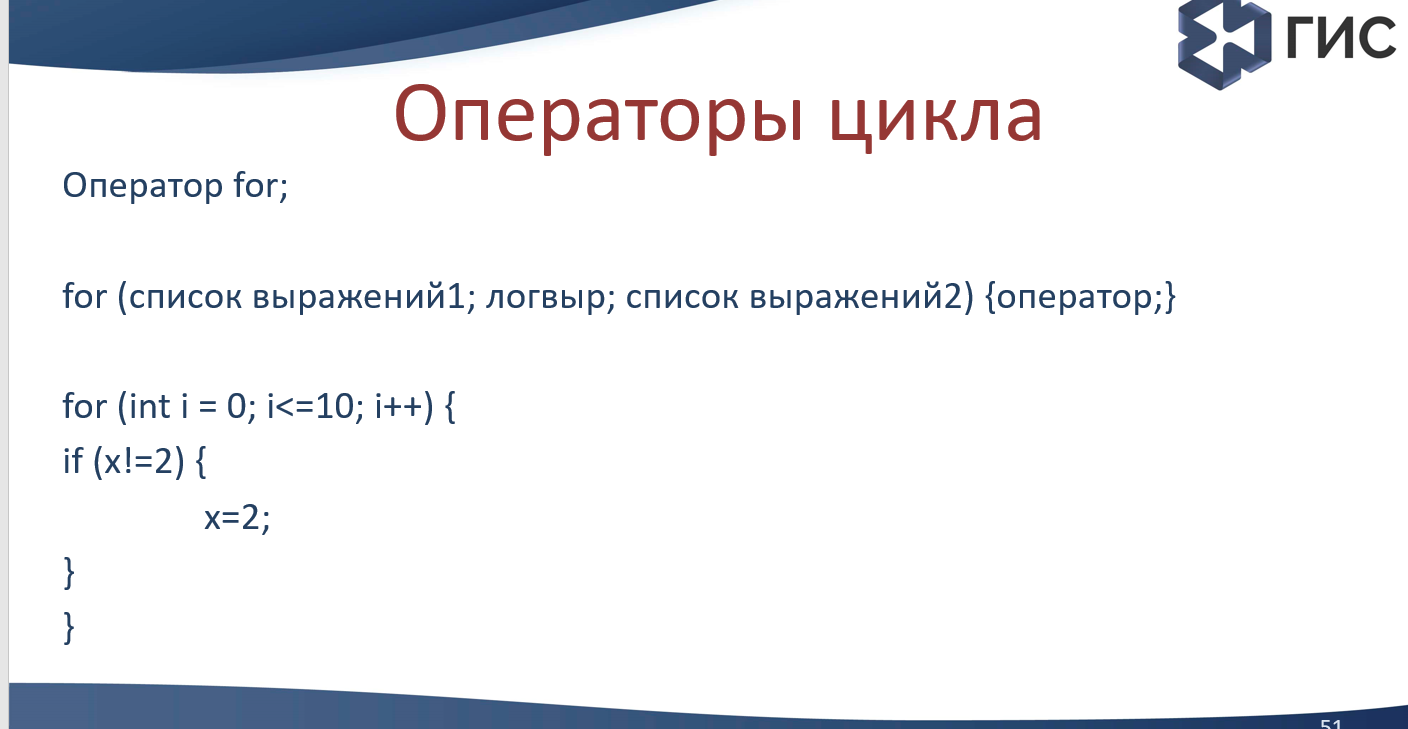 ГИС
Операторы цикла
Оператор for;
for (список выражений1; логвыр; список выражений2) {оператор;}
for (int i = 0; i<=10; i++) {
if (x!=2) {
x=2;
}
}
51